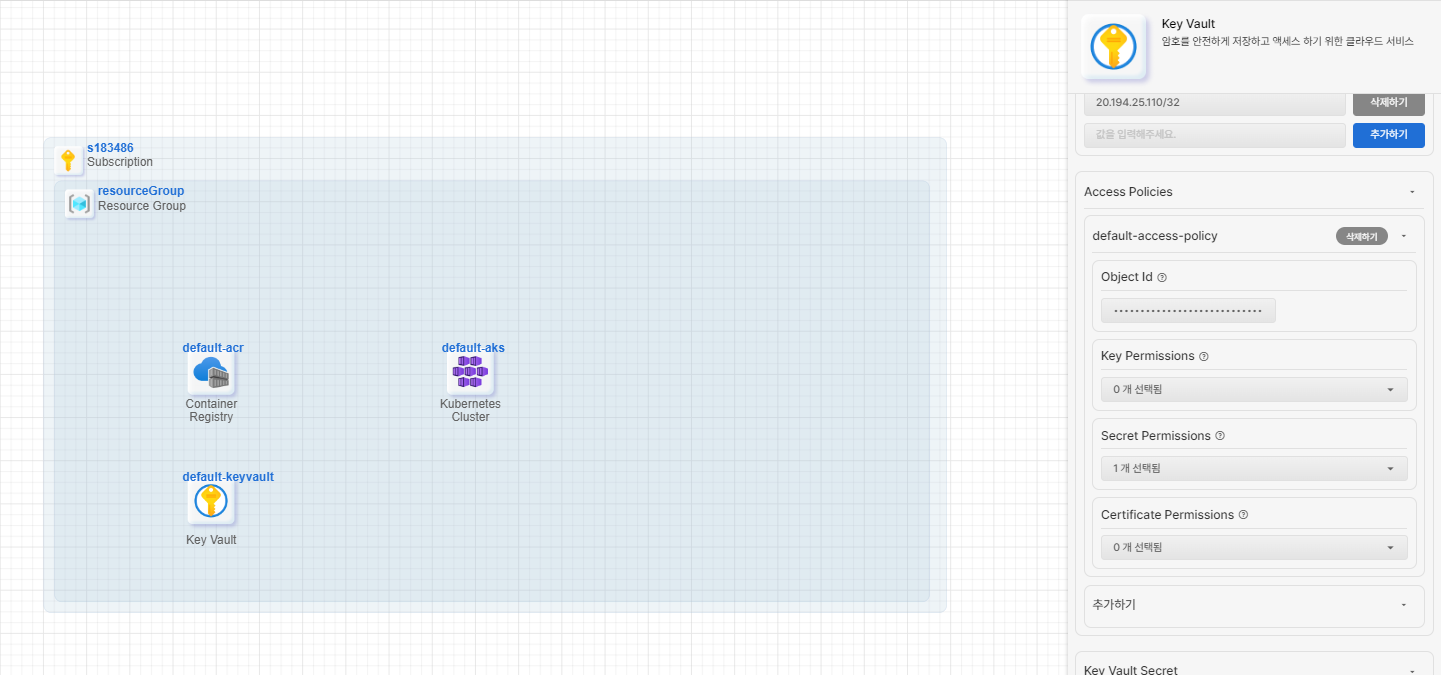 s183486
Subscription
resourceGroup
Resource Group
default-acr
Container
Registry
default-aks
Kubernetes
Cluster
default-keyvault
Key Vault
Key Vault
암호를 안전하게 저장하고 액세스 하기 위한 클라우드 서비스
20.194.25.110/32
삭제하기
값을 입력해주세요.
추가하기
Access Policies
default-access-policy
삭제하기
Object Id
Key Permissions
0 개 선택됨
Secret Permissions
1 개 선택됨
Certificate Permissions
0 개 선택됨
추가하기
Key Vault Secret